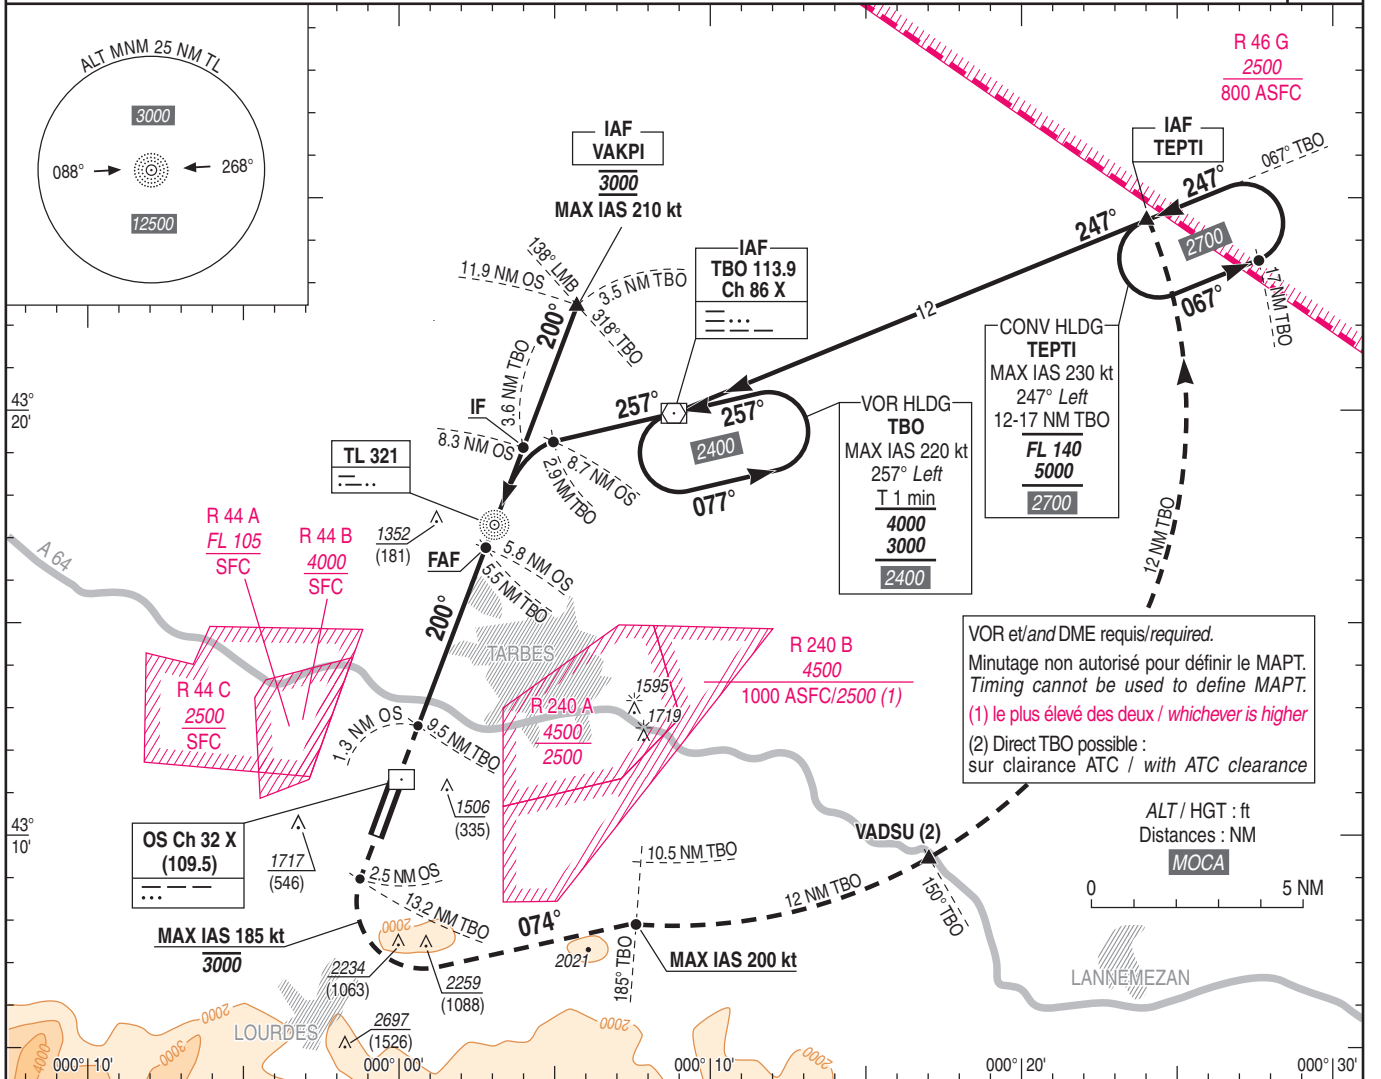 ALT MNM 25 NM TL
3000
088°
268°
12500
R 46 G
2500
800 ASFC
IAF
VAKPI
3000
MAX IAS 210 kt
IAF
TEPTI
067° TBO
247°
247°
2700
067°
17 NM TBO
138° LMB
11.9 NM OS
3.5 NM TBO
318° TBO
200°
IAF
TBO 113.9
Ch 86 X
12
CONV HLDG
TEPTI
MAX IAS 230 kt
247° Left
12-17 NM TBO
FL 140
5000
2700
3.6 NM TBO
IF
8.3 NM OS
257°
257°
2400
077°
8.7 NM OS
2.9 NM TBO
VOR HLDG
TBO
MAX IAS 220 kt
257° Left
T 1 min
4000
3000
2400
43°
20'
TL 321
1352
(181)
FAF
5.8 NM OS
5.5 NM TBO
200°
12 NM TBO
A 64
R 44 A
FL 105
SFC
R 44 B
4000
SFC
R 44 C
2500
SFC
TARBES
R 240 A
4500
2500
R 240 B
4500
1000 ASFC/2500 (1)
1595
1719
VOR et/and DME requis/required.
Minutage non autorisé pour définir le MAPT.
Timing cannot be used to define MAPT.
(1) le plus élevé des deux / whichever is higher
(2) Direct TBO possible :
sur clairance ATC / with ATC clearance
1.3 NM OS
9.5 NM TBO
1506
(335)
OS Ch 32 X
(109.5)
1717
(546)
43°
10'
VADSU (2)
150° TBO
ALT / HGT : ft
Distances : NM
MOCA
0
5 NM
2.5 NM OS
13.2 NM TBO
10.5 NM TBO
12 NM TBO
074°
185° TBO
MAX IAS 200 kt
MAX IAS 185 kt
3000
2000
2234
(1063)
2259
(1088)
2021
2697
(1526)
LOURDES
LANNEMEZAN
2000
3000
4000
2000
2000
000° 10'
000° 00'
000° 10'
000° 20'
000° 30'